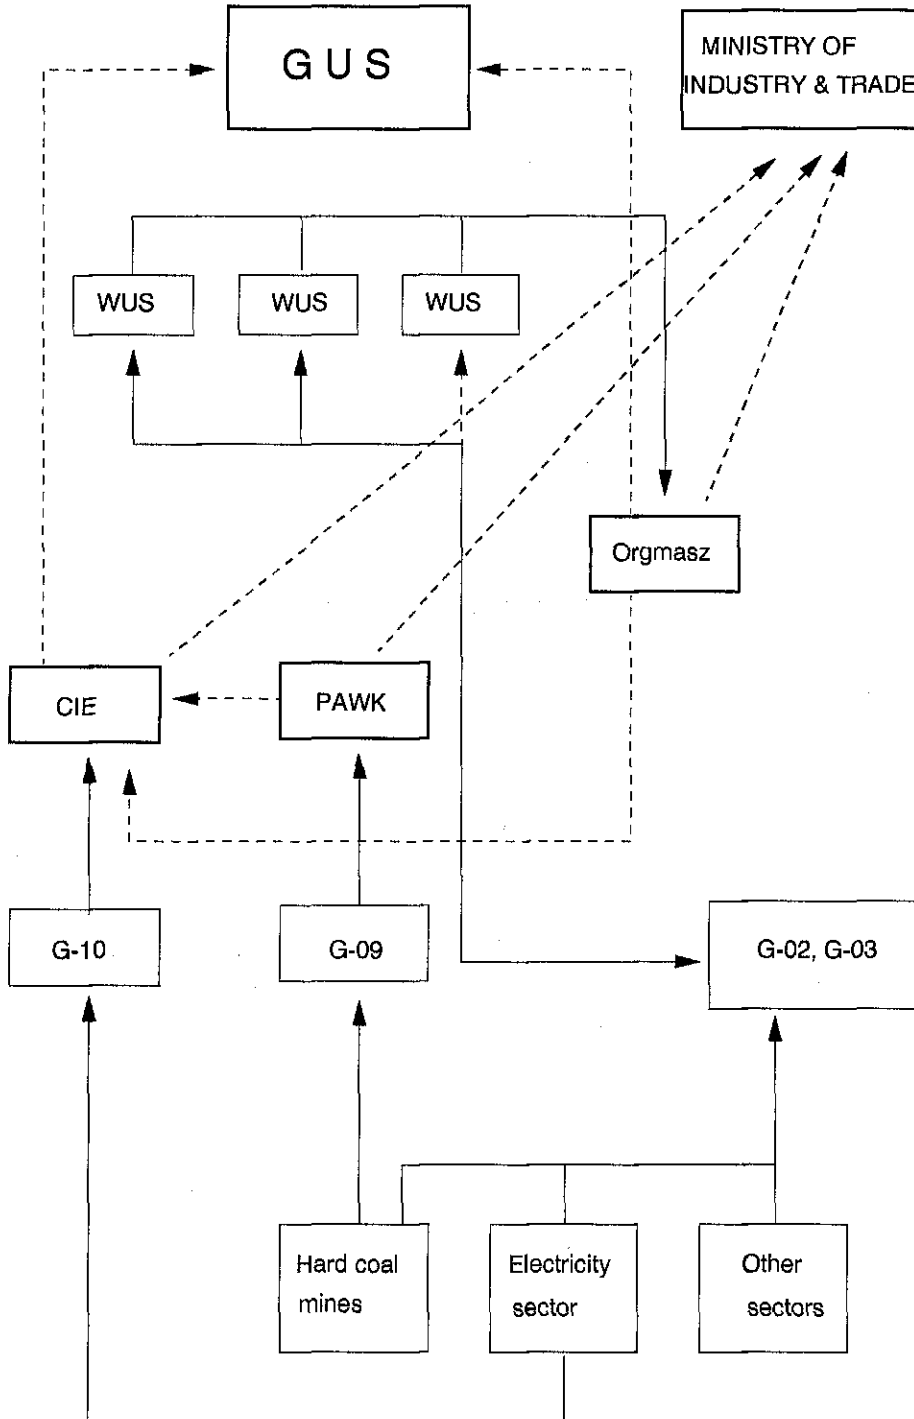 G U S
MINISTRY OF
INDUSTRY & TRADE
WUS
WUS
WUS
Orgmasz
CIE
PAWK
G-10
G-09
G-02, G-03
Hard coal
mines
Electricity
sector
Other
sectors